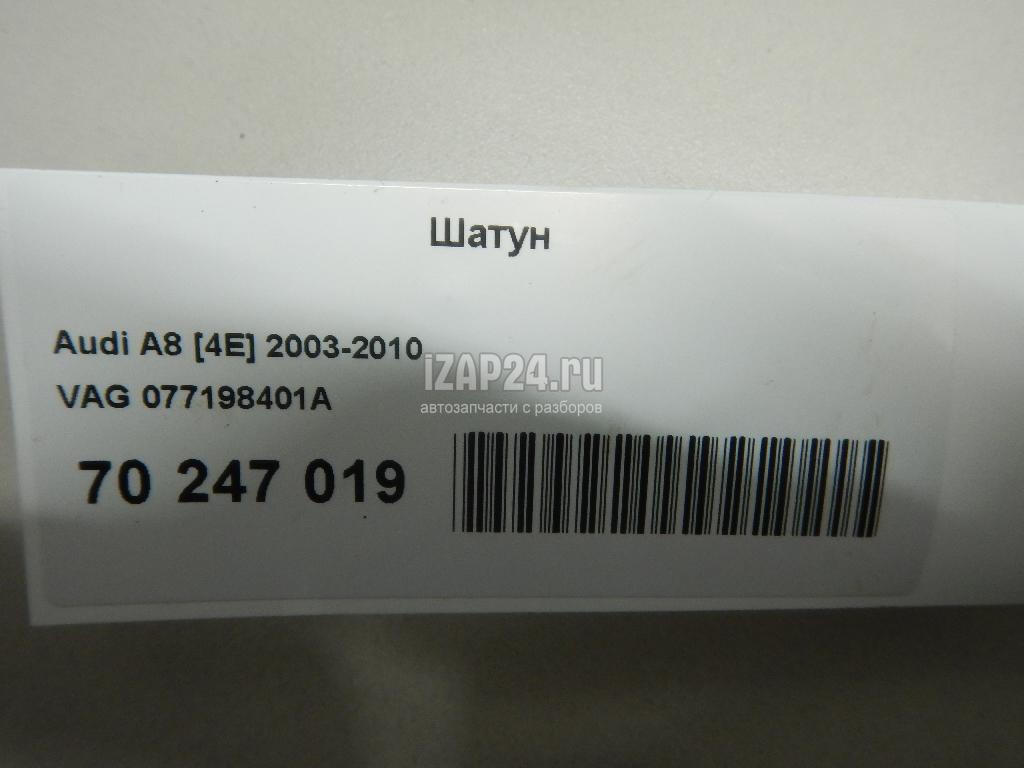 Шатун
Audi A8 [4E] 2003-2010
iZAP24.ru
VAG 077198401A
автозапчасти с разборов
70 247 019